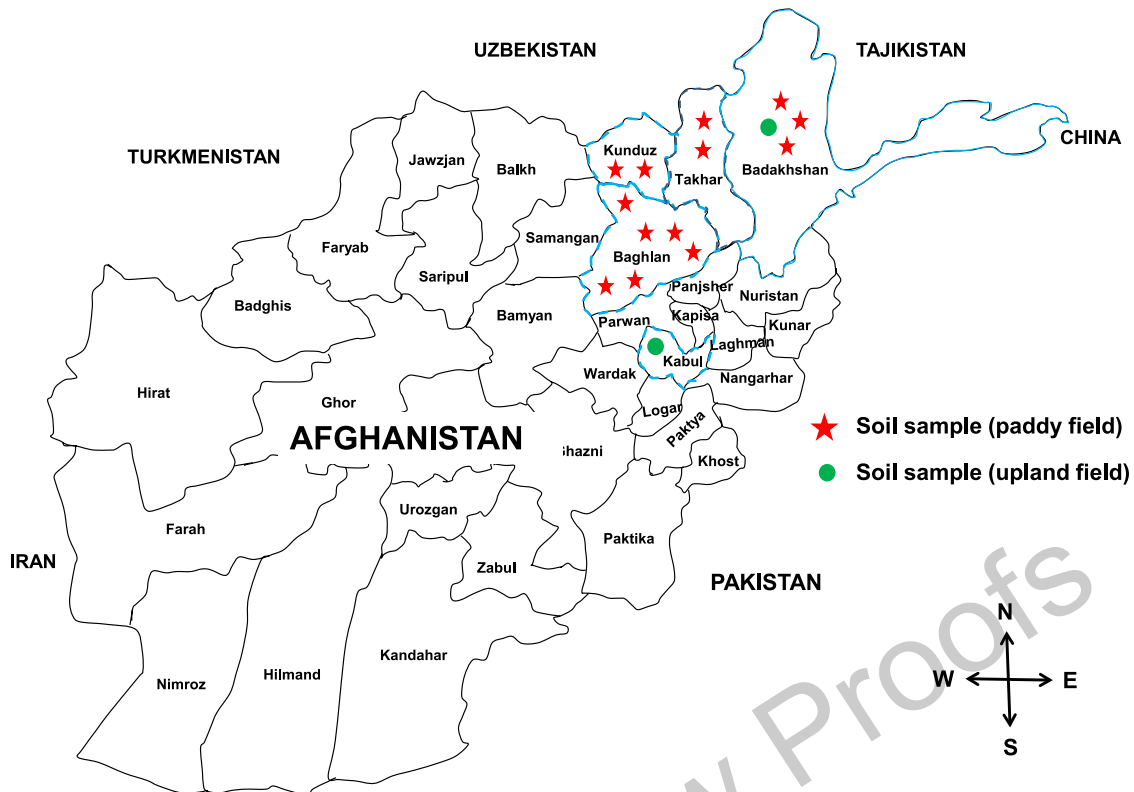 UZBEKISTAN
TAJIKISTAN
CHINA
TURKMENISTAN
Jawzjan
Balkh
Kunduz
Takhar
Badakhshan
Faryab
Samangan
Saripul
Baghlan
Badghis
Panjsher
Nuristan
Bamyan
Parwan
Kapisa
Kunar
Laghman
Kabul
Wardak
Nangarhar
Hirat
Ghor
Logar
Paktya
AFGHANISTAN
hazni
Khost
Soil sample (paddy field)
Soil sample (upland field)
Urozgan
Farah
Paktika
IRAN
Zabul
PAKISTAN
Kandahar
Hilmand
Nimroz
N
W
E
S
w Proofs